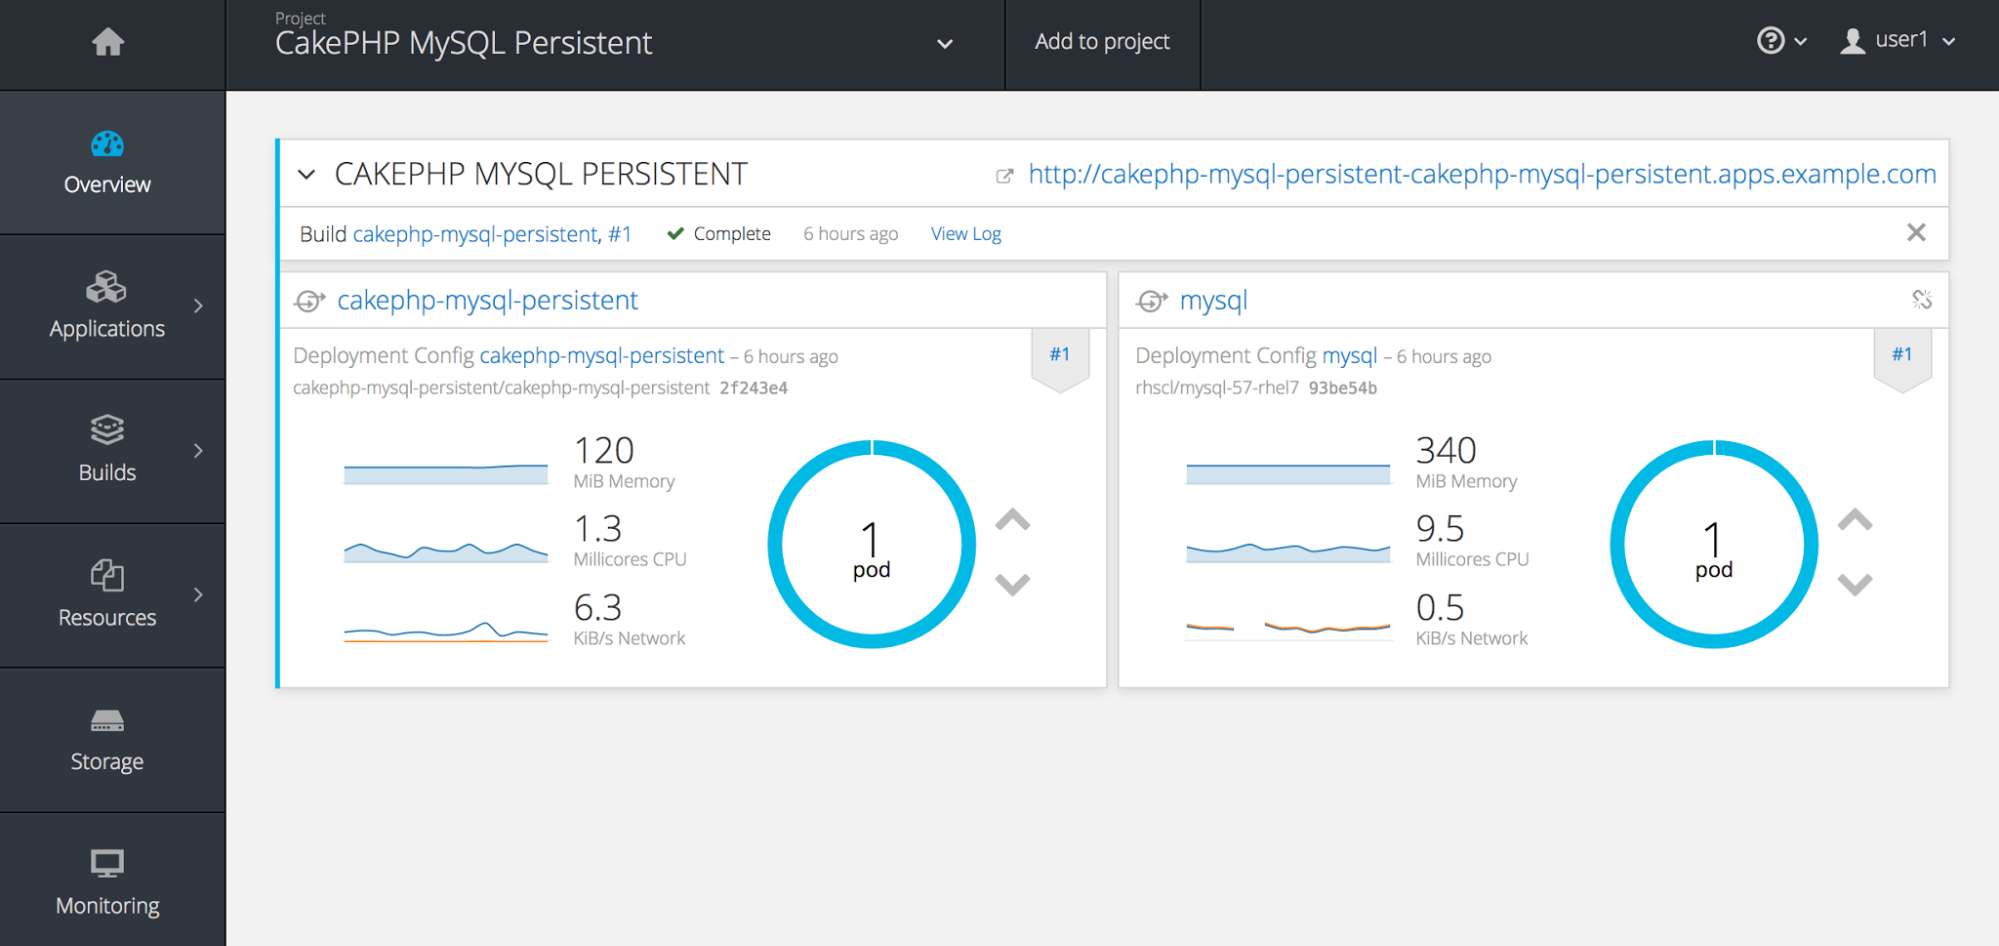 Project
CakePHP MySQL Persistent
Add to project
user1
Overview
Applications
Builds
Resources
Storage
Monitoring
CAKEPHP MYSQL PERSISTENT
http://cakephp-mysql-persistent-cakephp-mysql-persistent.apps.example.com
Build cakephp-mysql-persistent, #1 Complete 6 hours ago View Log
cakephp-mysql-persistent
Deployment Config cakephp-mysql-persistent – 6 hours ago
#1
cakephp-mysql-persistent/cakephp-mysql-persistent 2f243e4
120
MiB Memory
1.3
Millicores CPU
6.3
KiB/s Network
1
pod
mysql
Deployment Config mysql – 6 hours ago
#1
rhscl/mysql-57-rhel7 93be54b
340
MiB Memory
9.5
Millicores CPU
0.5
KiB/s Network
1
pod